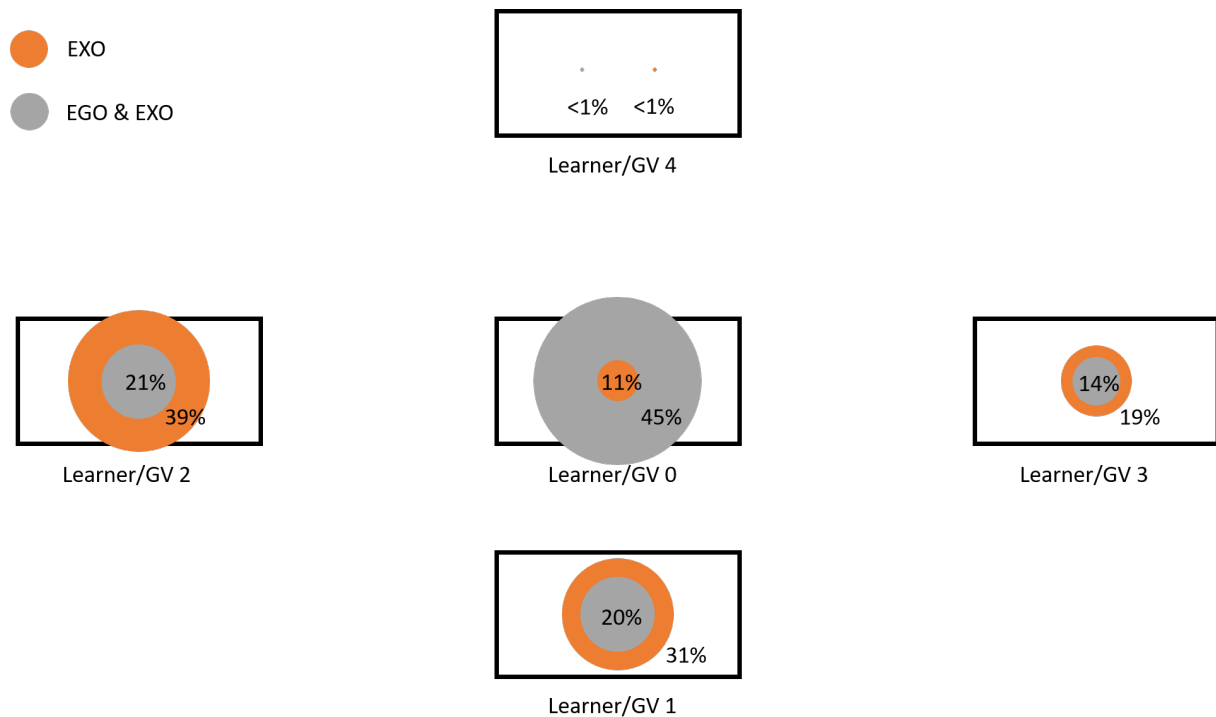 EXO
EGO & EXO
<1% <1%
Learner/GV 4
21%
39%
Learner/GV 2
11%
45%
Learner/GV 0
14%
19%
Learner/GV 3
20%
31%
Learner/GV 1